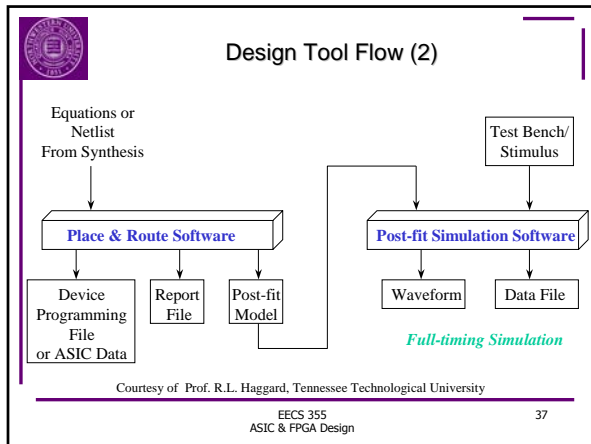 Design Tool Flow (2)
Equations or
Netlist
From Synthesis
Test Bench/
Stimulus
Place & Route Software
Post-fit Simulation Software
Device
Programming
File
or ASIC Data
Report
File
Post-fit
Model
Waveform
Data File
Full-timing Simulation
Courtesy of Prof. R.L. Haggard, Tennessee Technological University
EECS 355
ASIC & FPGA Design
37